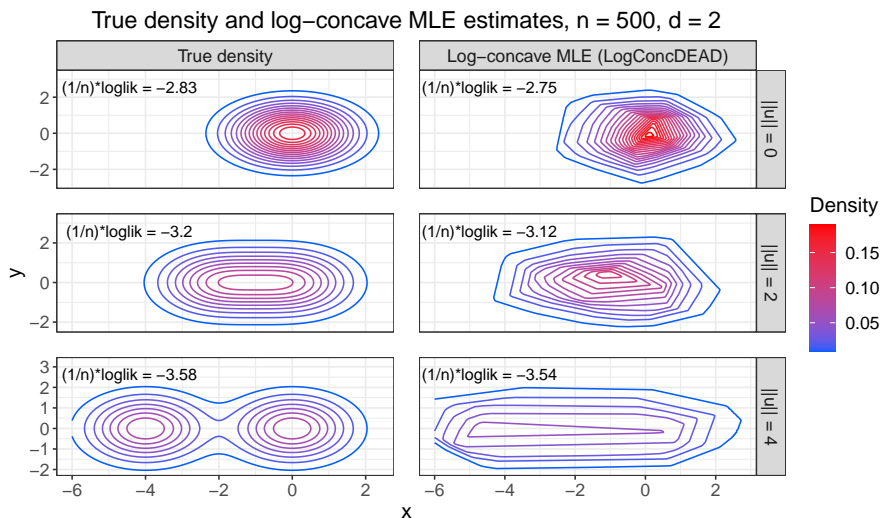 True density and log−concave MLE estimates, n = 500, d = 2
True density
Log−concave MLE (LogConcDEAD)
(1/n)*loglik = −2.83
(1/n)*loglik = −2.75
||u|| = 0
2
0
−2
(1/n)*loglik = −3.2
(1/n)*loglik = −3.12
||u|| = 2
2
0
−2
(1/n)*loglik = −3.58
(1/n)*loglik = −3.54
||u|| = 4
3
2
1
0
−1
−2
−6
−4
−2
0
2
−6
−4
−2
0
2
x
y
Density
0.15
0.10
0.05